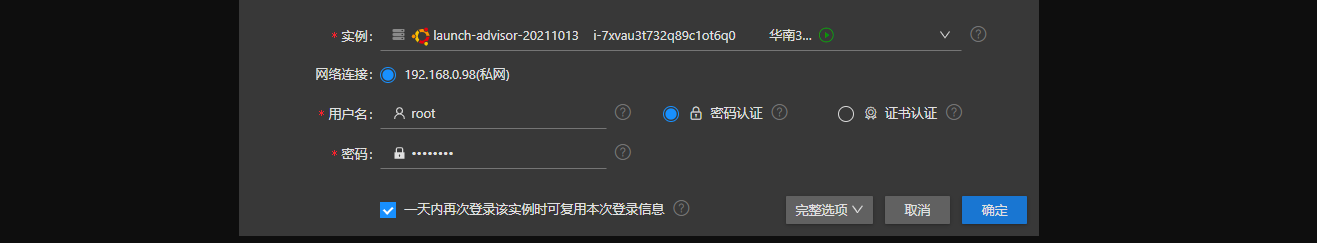 * 实例: launch-advisor-20211013 i-7xvau3t732q89c1ot6q0 华南3...
网络连接: 192.168.0.98(私网)
* 用户名: root 密码认证 证书认证
* 密码: ••••••••
一天内再次登录该实例时可复用本次登录信息 完整选项 取消 确定